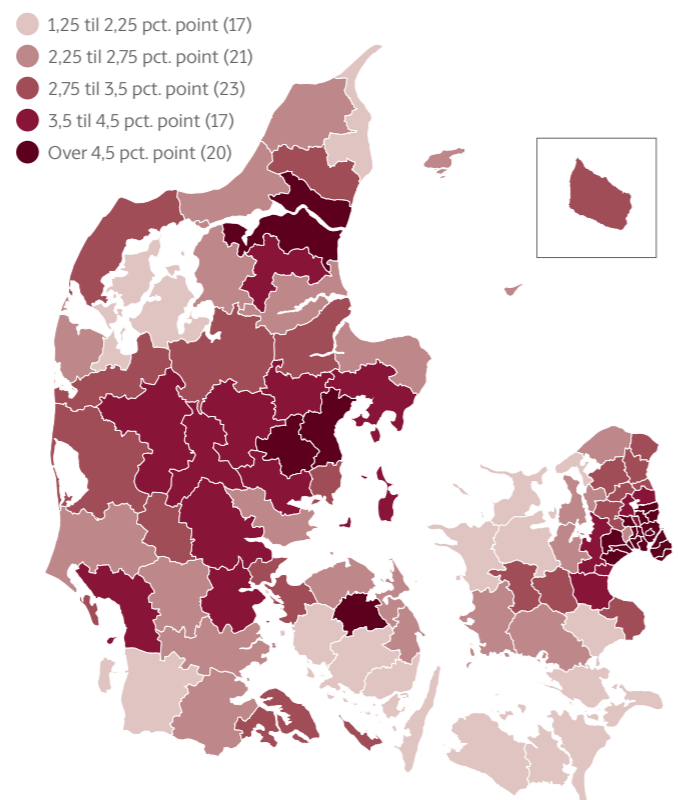 1,25 til 2,25 pct. point (17)
2,25 til 2,75 pct. point (21)
2,75 til 3,5 pct. point (23)
3,5 til 4,5 pct. point (17)
Over 4,5 pct. point (20)